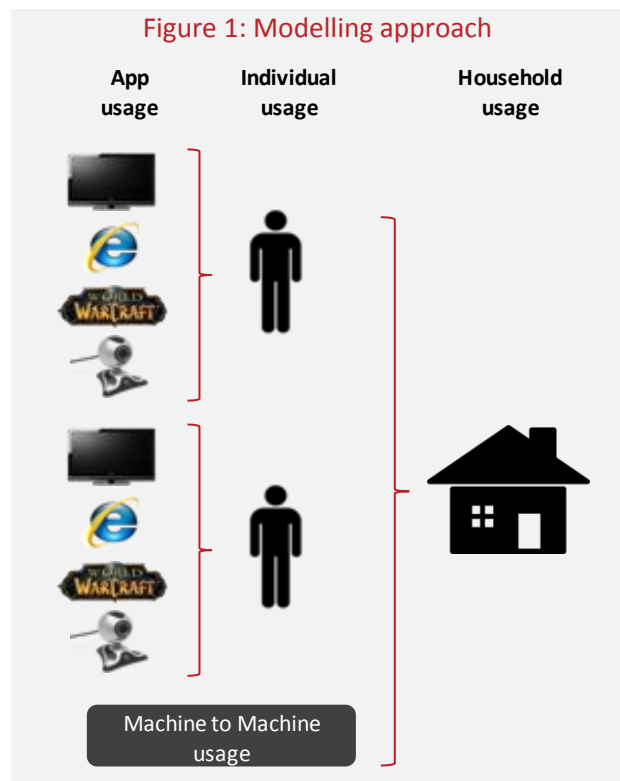 Figure 1: Modelling approach
App usage
Individual usage
Household usage
WORLD
WARCRAFT
WORLD
WARCRAFT
Machine to Machine
usage